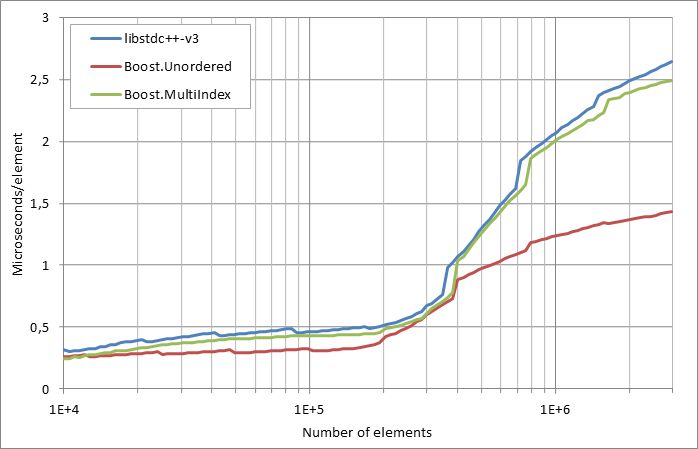 3
libstdc++-v3
Boost.Unordered
Boost.MultiIndex
2,5
2
1,5
1
0,5
0
Microseconds/element
1E+4
1E+5
1E+6
Number of elements